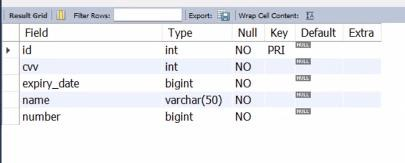 Result Grid Filter Rows: Export: Wrap Cell Content:
Field Type Null Key Default Extra
id int NO PRI NULL
cvv int NO NULL
expiry_date bigint NO NULL
name varchar(50) NO NULL
number bigint NO NULL